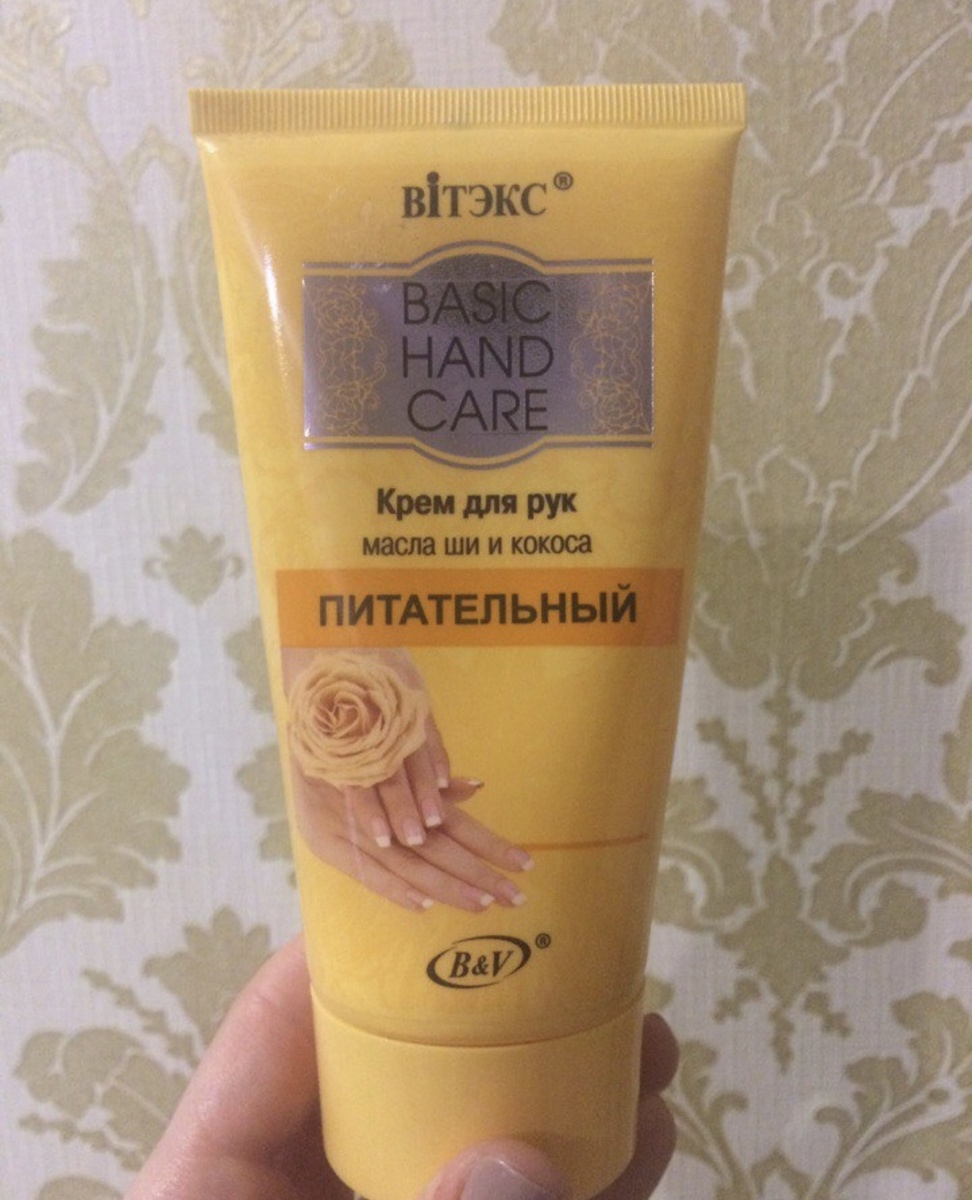 ВіТЭКС®
BASIC
HAND
CARE
Крем для рук
масла ши и кокоса
ПИТАТЕЛЬНЫЙ
B&V®